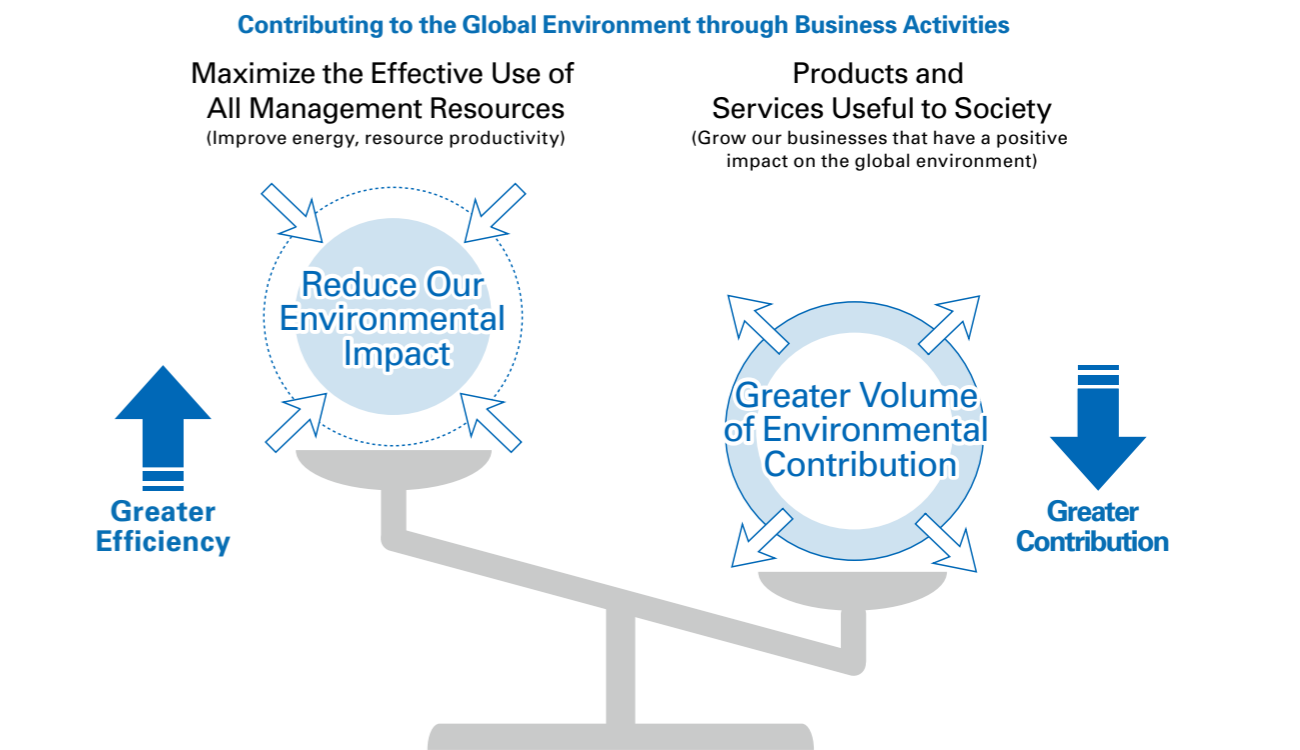 Contributing to the Global Environment through Business Activities
Maximize the Effective Use of
All Management Resources
(Improve energy, resource productivity)
Products and
Services Useful to Society
(Grow our businesses that have a positive
impact on the global environment)
Reduce Our
Environmental
Impact
Greater Volume
of Environmental
Contribution
Greater
Efficiency
Greater
Contribution